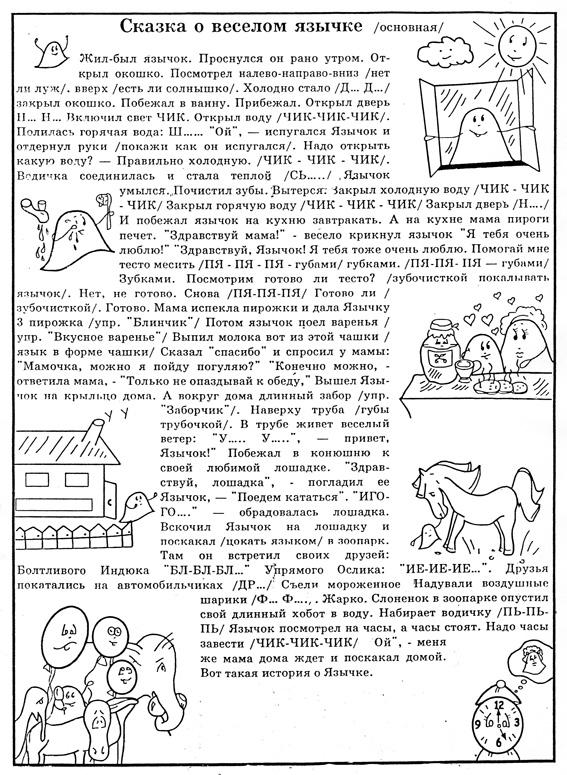 Сказка о веселом язычке /основная/
Жил-был язычок. Проснулся он рано утром. От-
крыл окошко. Посмотрел налево-направо-вниз /нет
ли луж/. вверх /есть ли солнышко/. Холодно стало /Д... Д.../
закрыл окошко. Побежал в ванну. Прибежал. Открыл дверь
Н... Н... Включил свет ЧИК. Открыл воду /ЧИК-ЧИК-ЧИК/.
Полилась горячая вода: Ш...... "Ой", — испугался Язычок и
отдернул руки /покажи как он испугался/. Надо открыть
какую воду? — Правильно холодную. /ЧИК - ЧИК - ЧИК/.
Водичка соединилась и стала теплой /СЬ...../ Язычок
умылся. Почистил зубы. Вытерся: Закрыл холодную воду /ЧИК - ЧИК
- ЧИК/ Закрыл горячую воду /ЧИК - ЧИК - ЧИК/ Закрыл дверь /Н..../
И побежал язычок на кухню завтракать. А на кухне мама пироги
печет. "Здравствуй мама!" - весело крикнул язычок "Я тебя очень
люблю!" "Здравствуй, Язычок! Я тебя тоже очень люблю. Помогай мне
тесто месить /ПЯ - ПЯ - ПЯ - губами/ губками. /ПЯ-ПЯ- ПЯ — губами/
Зубками. Посмотрим готово ли тесто? /зубочисткой покалывать
язычок/. Нет, не готово. Снова /ПЯ-ПЯ-ПЯ/ Готово ли /
зубочисткой/. Готово. Мама испекла пирожки и дала Язычку
3 пирожка /упр. "Блинчик"/ Потом язычок поел варенья /
упр. "Вкусное варенье"/ Выпил молока вот из этой чашки /
язык в форме чашки/ Сказал "спасибо" и спросил у мамы:
"Мамочка, можно я пойду погуляю?" "Конечно можно, -
ответила мама, - "Только не опаздывай к обеду," Вышел Язы-
чок на крыльцо дома. А вокруг дома длинный забор /упр.
"Заборчик"/. Наверху труба /губы
трубочкой/. В трубе живет веселый
ветер: "У..... У.....", — привет,
Язычок!" Побежал в конюшню к
своей любимой лошадке. "Здрав-
ствуй, лошадка", - погладил ее
Язычок, — "Поедем кататься". "ИГО-
ГО...." — обрадовалась лошадка.
Вскочил Язычок на лошадку и
поскакал /цокать языком/ в зоопарк.
Там он встретил своих друзей:
Болтливого Индюка "БЛ-БЛ-БЛ..." Упрямого Ослика: "ИЕ-ИЕ-ИЕ...". Друзья
покатались на автомобильчиках /ДР.../ Съели мороженное Надували воздушные
шарики /Ф... Ф...., . Жарко. Слоненок в зоопарке опустил
свой длинный хобот в воду. Набирает водичку /ПЬ-ПЬ-
ПЬ/ Язычок посмотрел на часы, а часы стоят. Надо часы
завести /ЧИК-ЧИК-ЧИК/ Ой", - меня
же мама дома ждет и поскакал домой.
Вот такая история о Язычке.
12
9
3
6